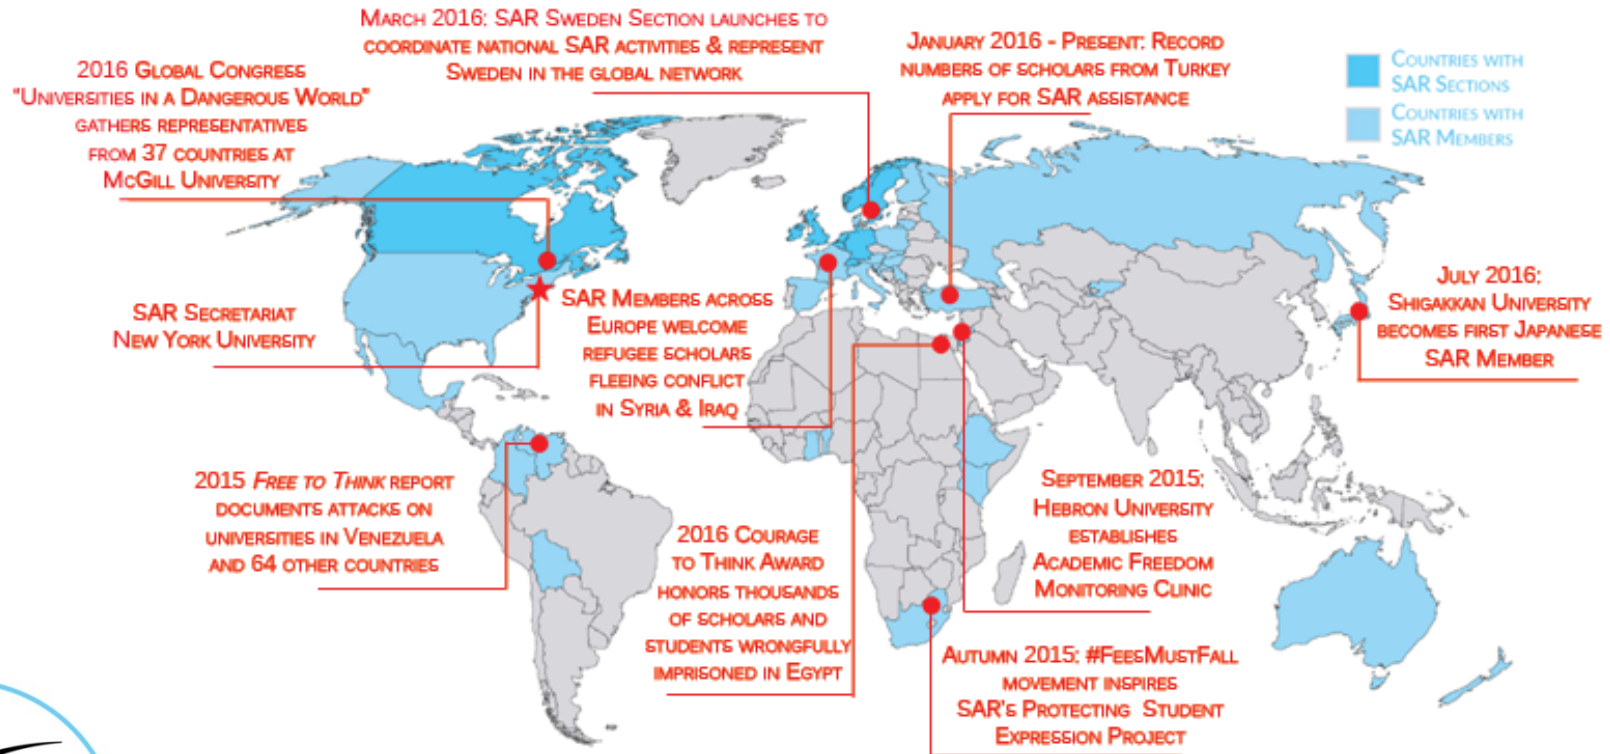 March 2016: SAR Sweden Section launches to
coordinate national SAR activities & represent
Sweden in the global network
2016 Global Congress
"Universities in a Dangerous World"
gathers representatives
from 37 countries at
McGill University
January 2016 - Present: Record
numbers of scholars from Turkey
apply for SAR assistance
Countries with
SAR Sections
Countries with
SAR Members
SAR Secretariat
New York University
SAR Members across
Europe welcome
refugee scholars
fleeing conflict
in Syria & Iraq
July 2016:
Shigakkan University
becomes first Japanese
SAR Member
2015 Free to Think report
documents attacks on
universities in Venezuela
and 64 other countries
2016 Courage
to Think Award
honors thousands
of scholars and
students wrongfully
imprisoned in Egypt
September 2015:
Hebron University
establishes
Academic Freedom
Monitoring Clinic
Autumn 2015: #FeesMustFall
movement inspires
SAR's Protecting Student
Expression Project